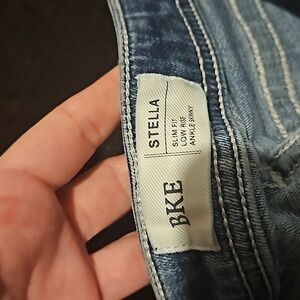 STELLA
SLIM FIT
LOW RISE
ANKLE SKINNY
BKE